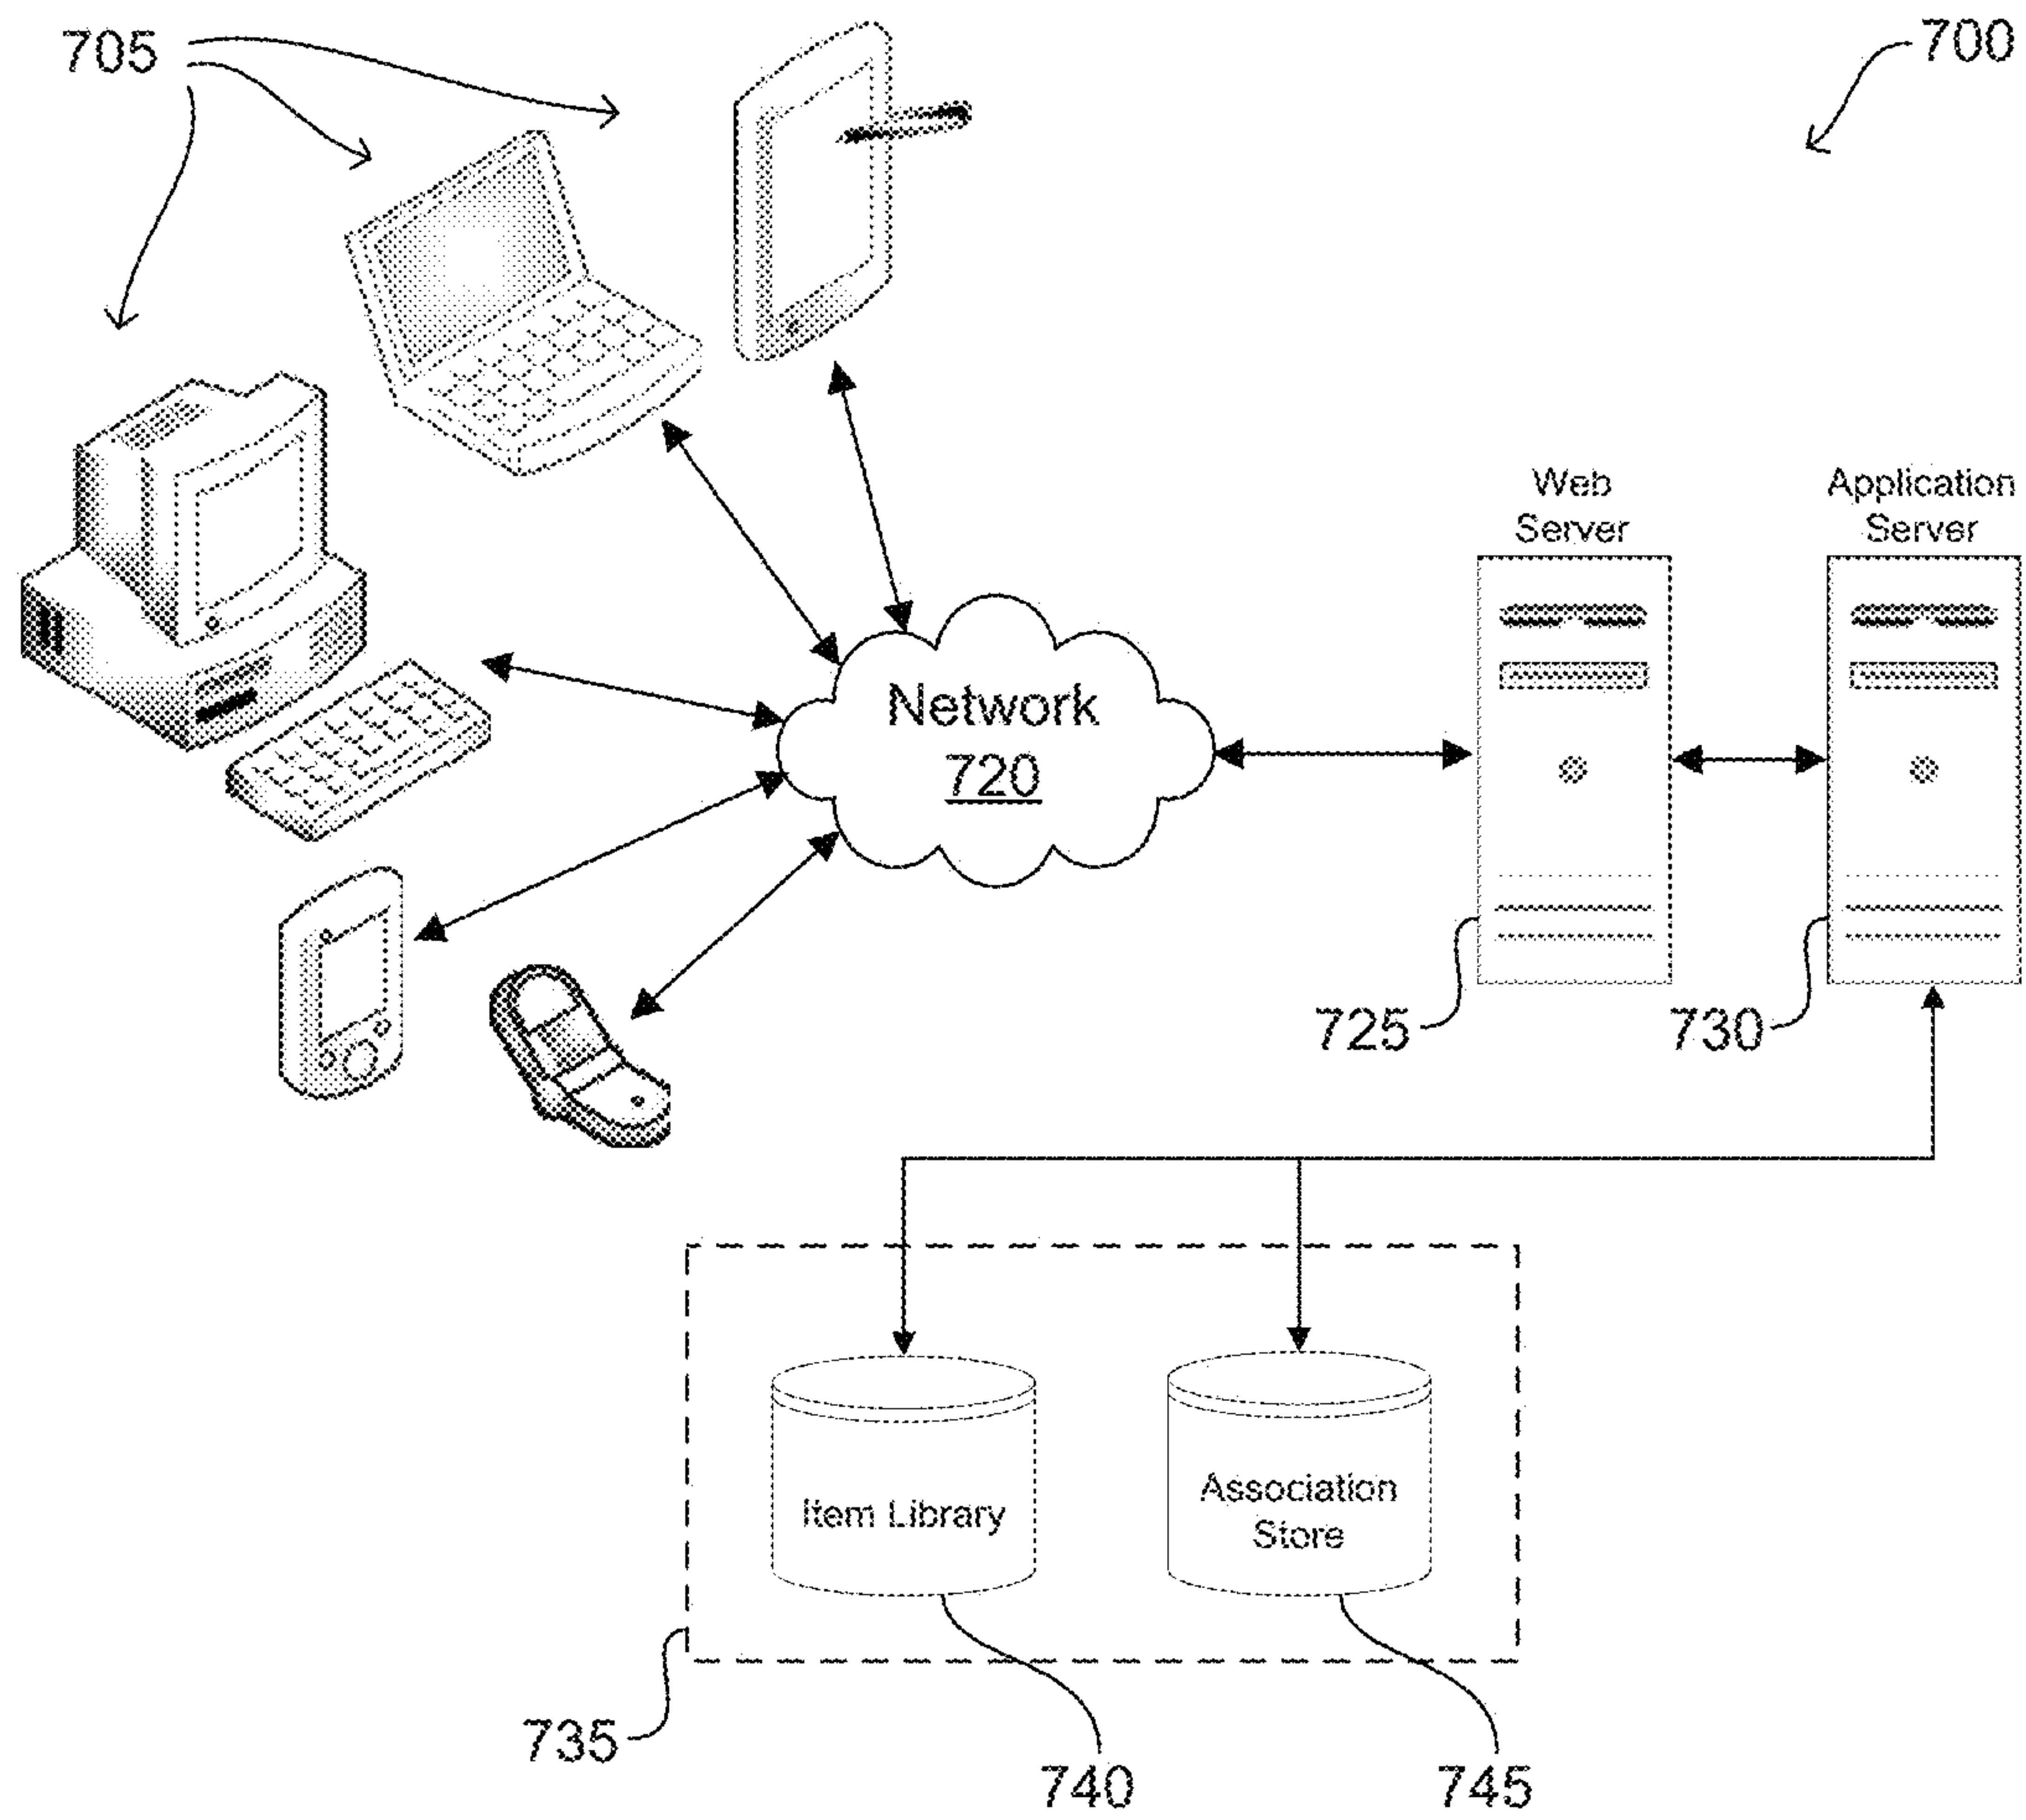 705
700
Web
Server
Application
Server
Network
720
725
730
Item Library
Association
Store
735
740
745